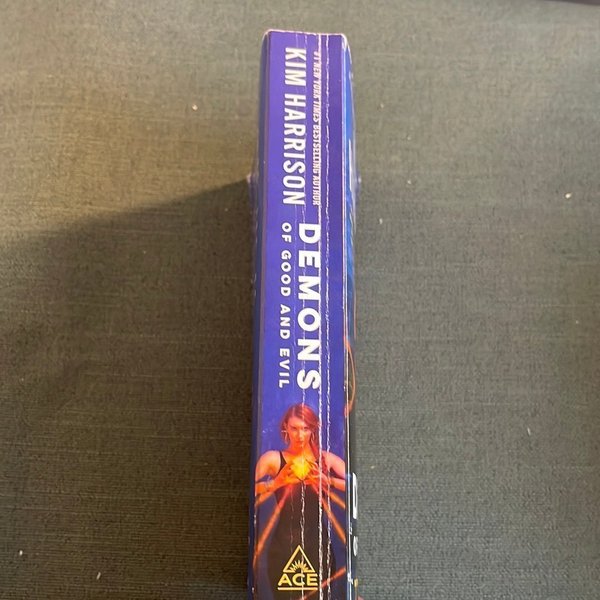 #1 NEW YORK TIMES BESTSELLING AUTHOR
KIM HARRISON
DEMONS
OF GOOD AND EVIL
ACE